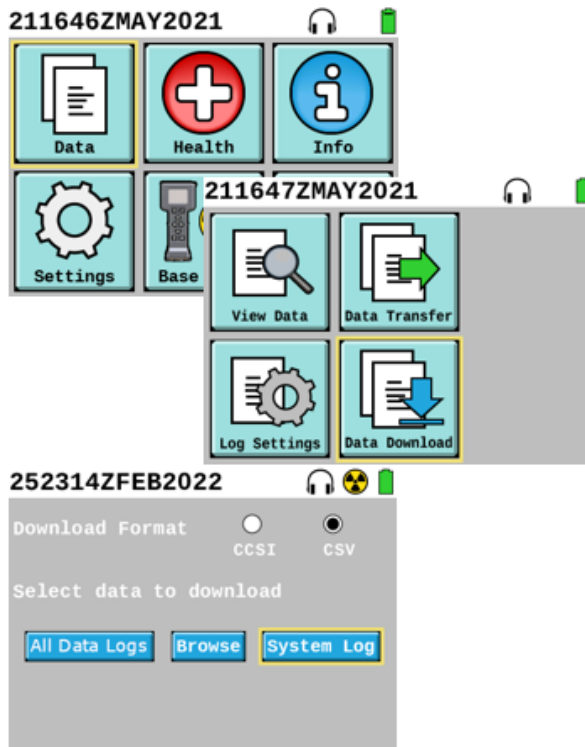 211646ZMAY2021
Data Health Info
Settings Base
211647ZMAY2021
View Data Data Transfer
Log Settings Data Download
252314ZFEB2022
Download Format CCSI CSV
Select data to download
All Data Logs Browse System Log